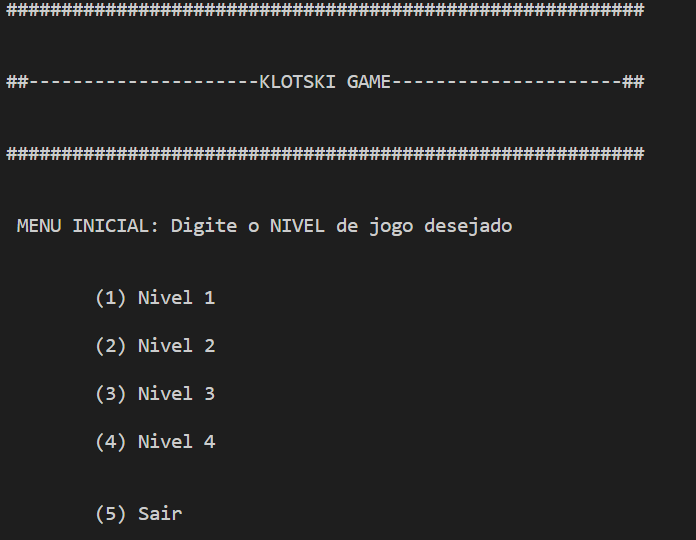 ##########################################################
##---------------------KLOTSKI GAME---------------------##
##########################################################
MENU INICIAL: Digite o NIVEL de jogo desejado
(1) Nivel 1
(2) Nivel 2
(3) Nivel 3
(4) Nivel 4
(5) Sair